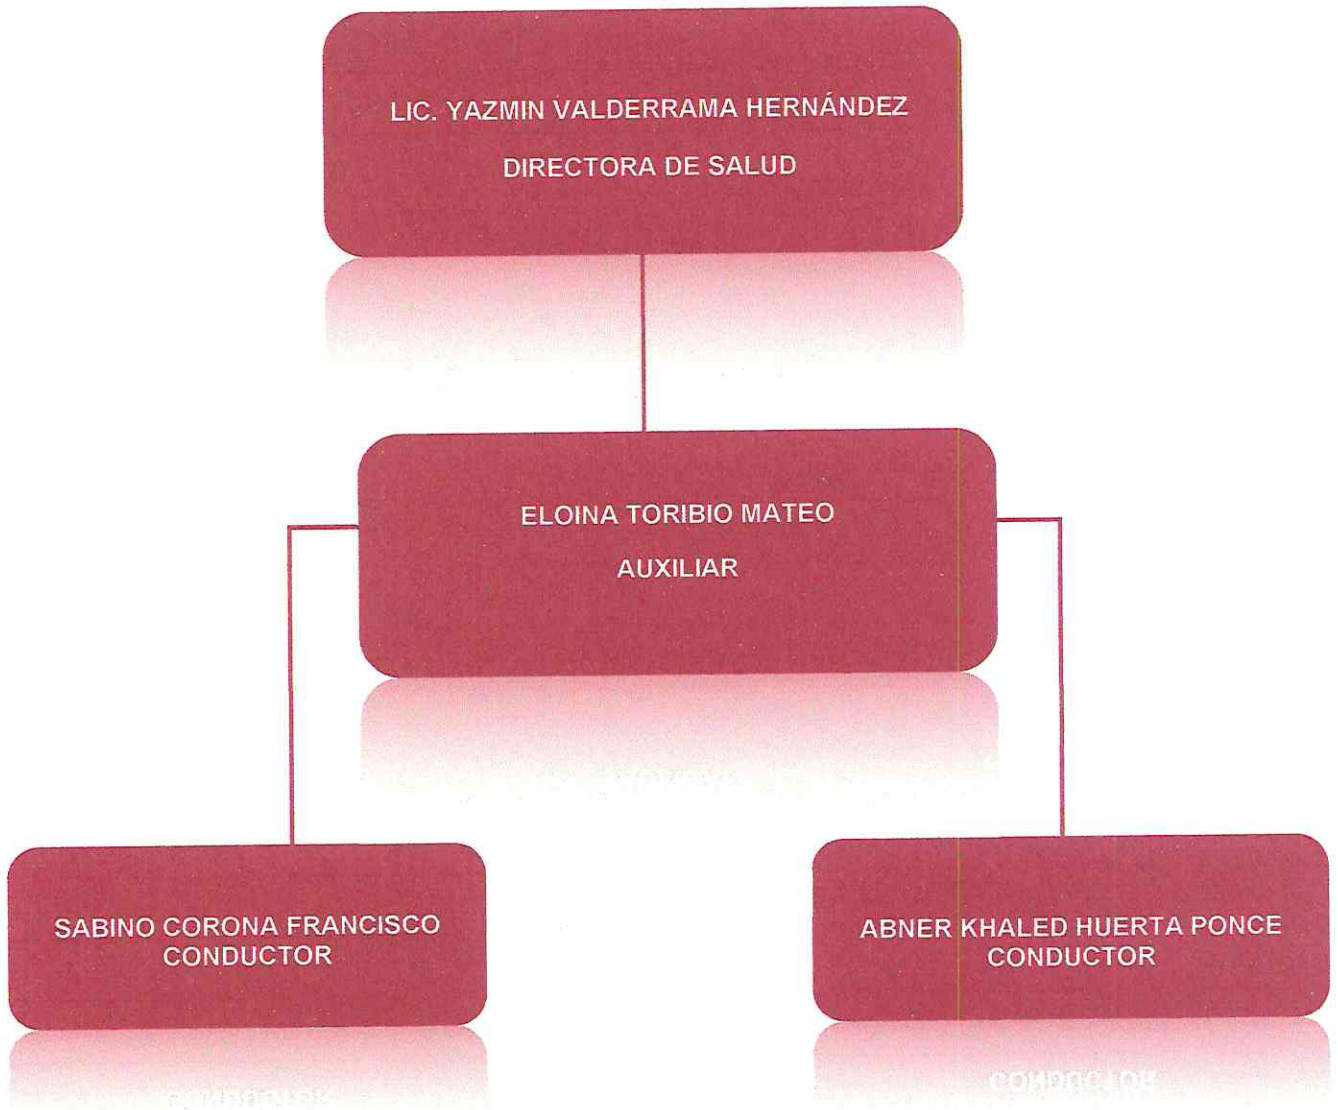 LIC. YAZMIN VALDERRAMA HERNÁNDEZ
DIRECTORA DE SALUD
ELOINA TORIBIO MATEO
AUXILIAR
SABINO CORONA FRANCISCO
CONDUCTOR
ABNER KHALED HUERTA PONCE
CONDUCTOR